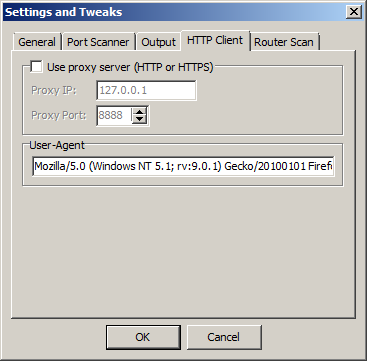 Settings and Tweaks
General Port Scanner Output HTTP Client Router Scan
Use proxy server (HTTP or HTTPS)
Proxy IP: 127.0.0.1
Proxy Port: 8888
User-Agent
Mozilla/5.0 (Windows NT 5.1; rv:9.0.1) Gecko/20100101 Firef
OK Cancel